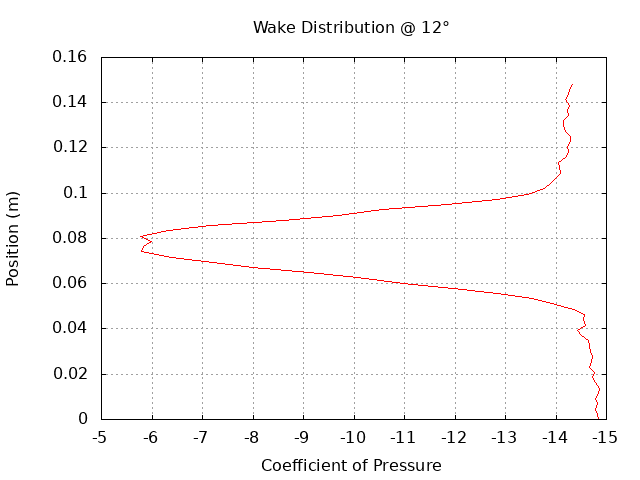 Wake Distribution @ 12°
0.16
0.14
0.12
0.1
0.08
0.06
0.04
0.02
0
Position (m)
-5 -6 -7 -8 -9 -10 -11 -12 -13 -14 -15
Coefficient of Pressure